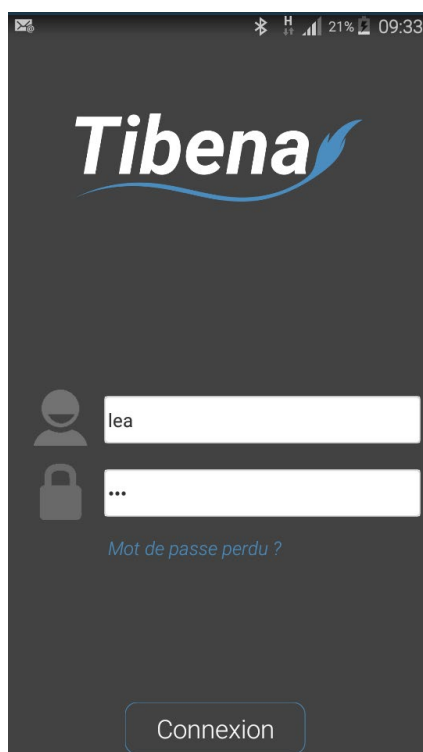 21% 09:33
Tibena
lea
•••
Mot de passe perdu ?
Connexion